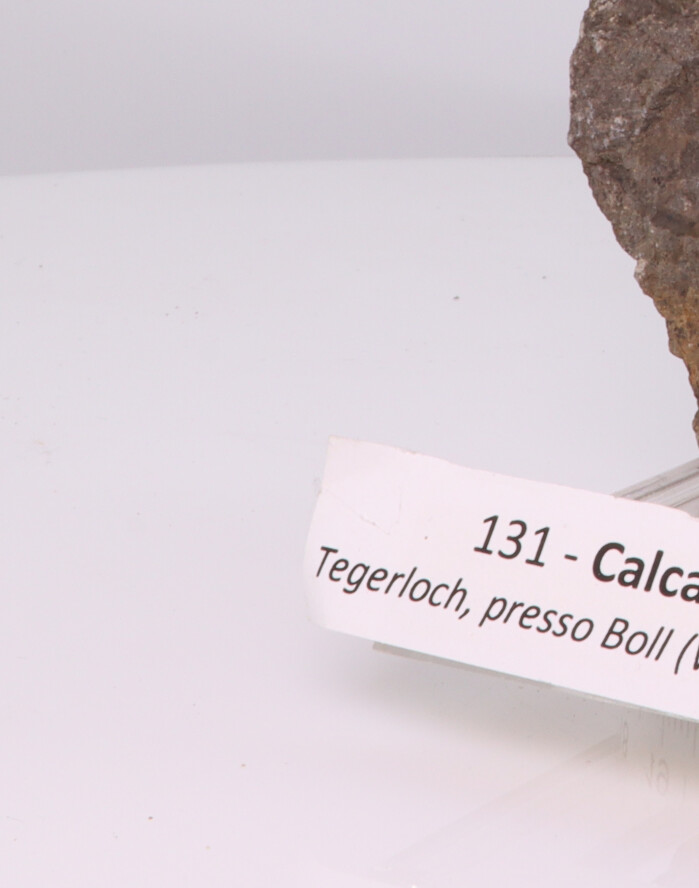 131 - Calca
Tegerloch, presso Boll (